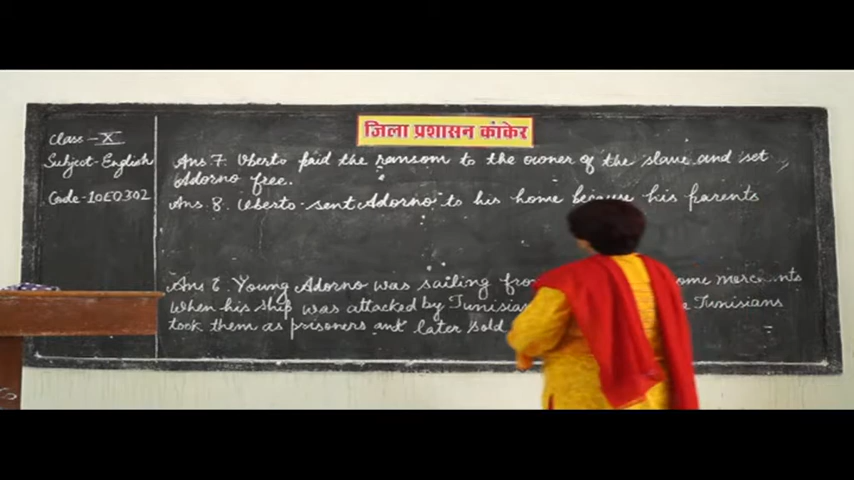 जिला प्रशासन कांकेर
Class - X
Subject - English
Code - 10E0302
Ans 7. Uberto paid the ransom to the owner of the slave and set
Adorno free.
Ans 8. Uberto sent Adorno to his home because his parents
Ans 6. Young Adorno was sailing some merchants
When his ship was attacked by Tunisians
took them as prisoners and later sold